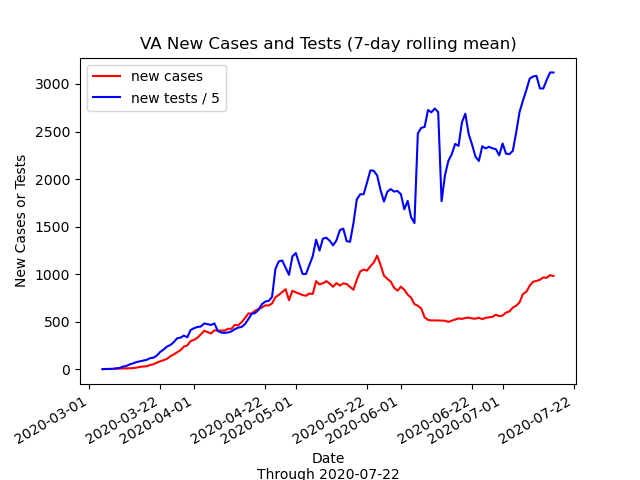 VA New Cases and Tests (7-day rolling mean)
new cases
new tests / 5
3000
2500
2000
1500
1000
500
0
New Cases or Tests
2020-03-01
2020-03-22
2020-04-01
2020-04-22
2020-05-01
2020-05-22
2020-06-01
2020-06-22
2020-07-01
2020-07-22
Date
Through 2020-07-22